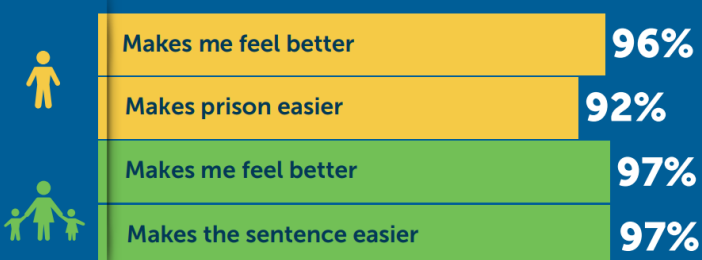 Makes me feel better 96%
Makes prison easier 92%
Makes me feel better 97%
Makes the sentence easier 97%